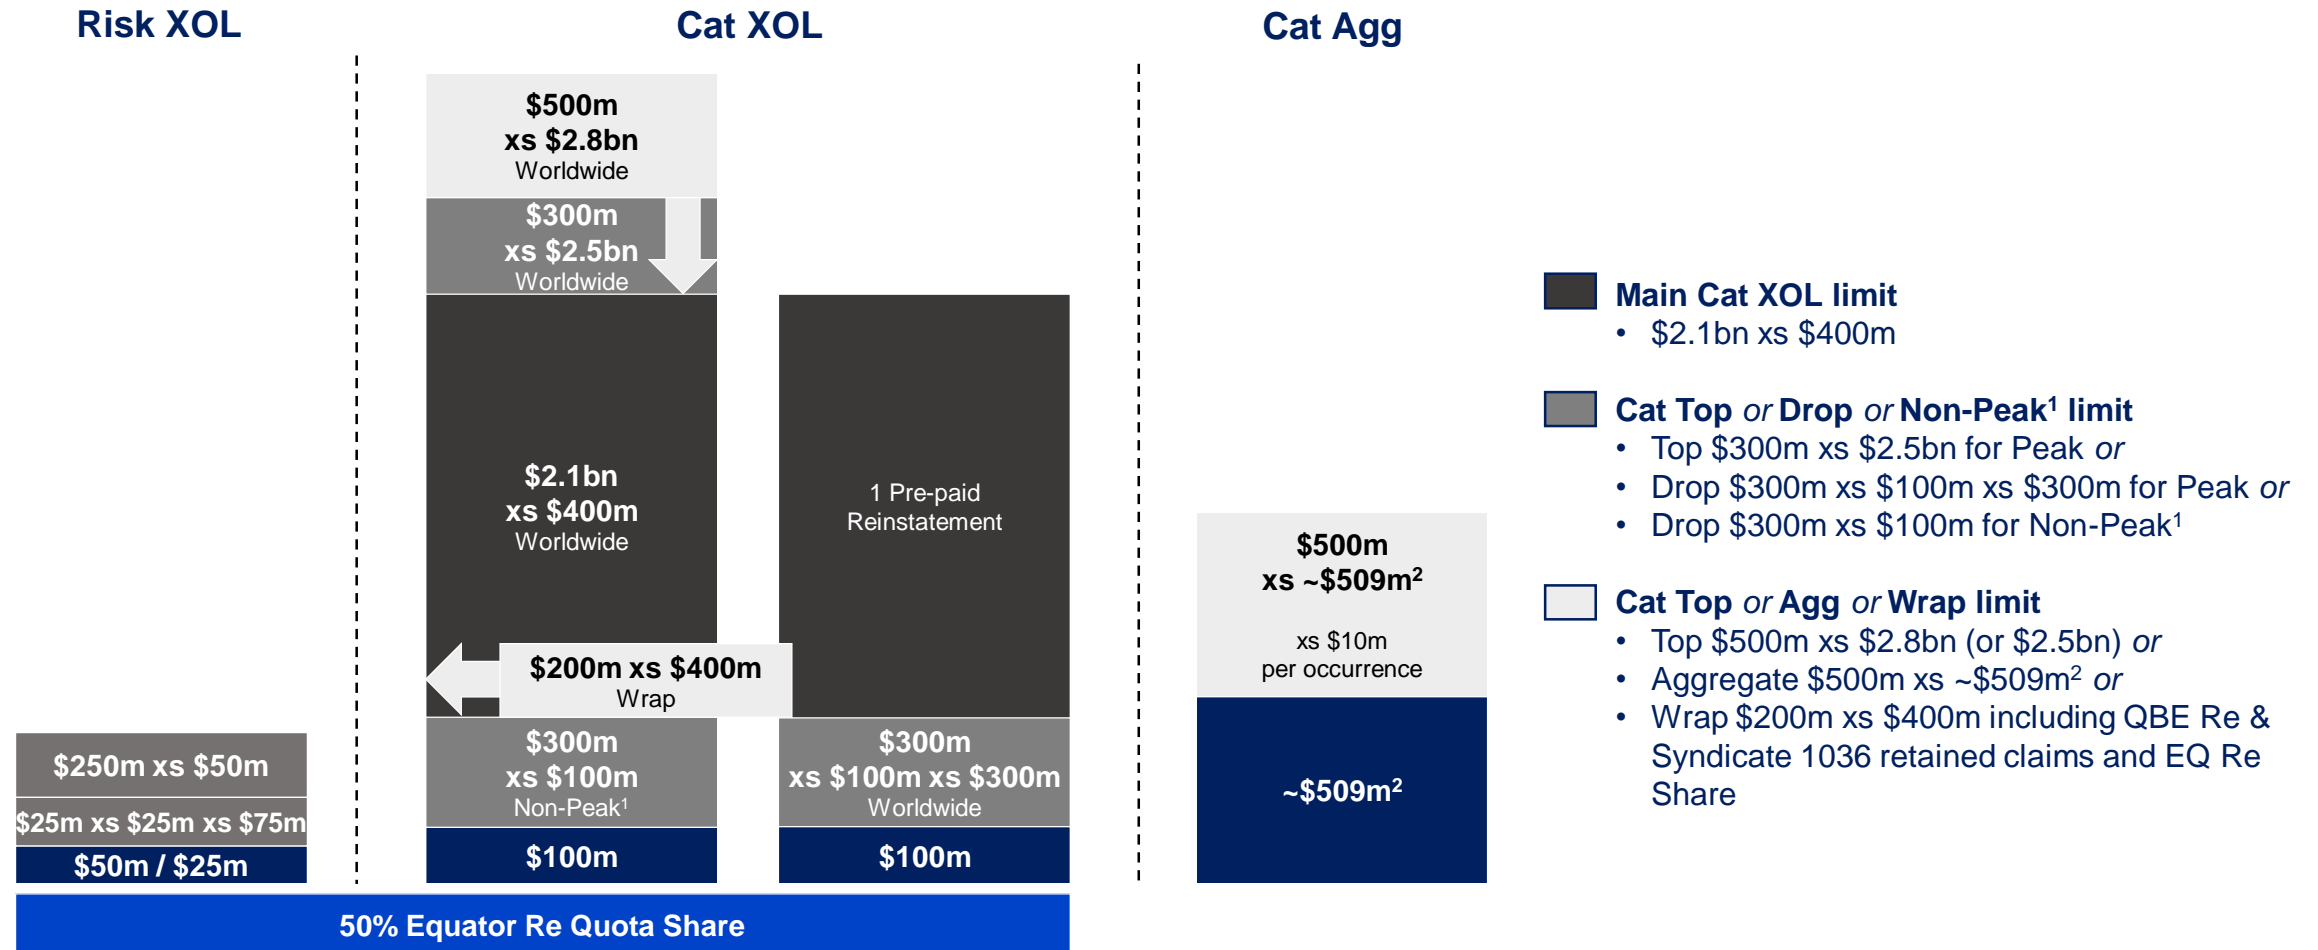 Risk XOL
Cat XOL
Cat Agg
$500m
xs $2.8bn
Worldwide
$300m
xs $2.5bn
Worldwide
$2.1bn
xs $400m
Worldwide
1 Pre-paid
Reinstatement
$200m xs $400m
Wrap
$300m
xs $100m
Non-Peak¹
$300m
xs $100m xs $300m
Worldwide
$100m
$100m
$250m xs $50m
$25m xs $25m xs $75m
$50m / $25m
50% Equator Re Quota Share
$500m
xs ~$509m²
xs $10m
per occurrence
~$509m²
Main Cat XOL limit
• $2.1bn xs $400m
Cat Top or Drop or Non-Peak¹ limit
• Top $300m xs $2.5bn for Peak or
• Drop $300m xs $100m xs $300m for Peak or
• Drop $300m xs $100m for Non-Peak¹
Cat Top or Agg or Wrap limit
• Top $500m xs $2.8bn (or $2.5bn) or
• Aggregate $500m xs ~$509m² or
• Wrap $200m xs $400m including QBE Re &
Syndicate 1036 retained claims and EQ Re
Share